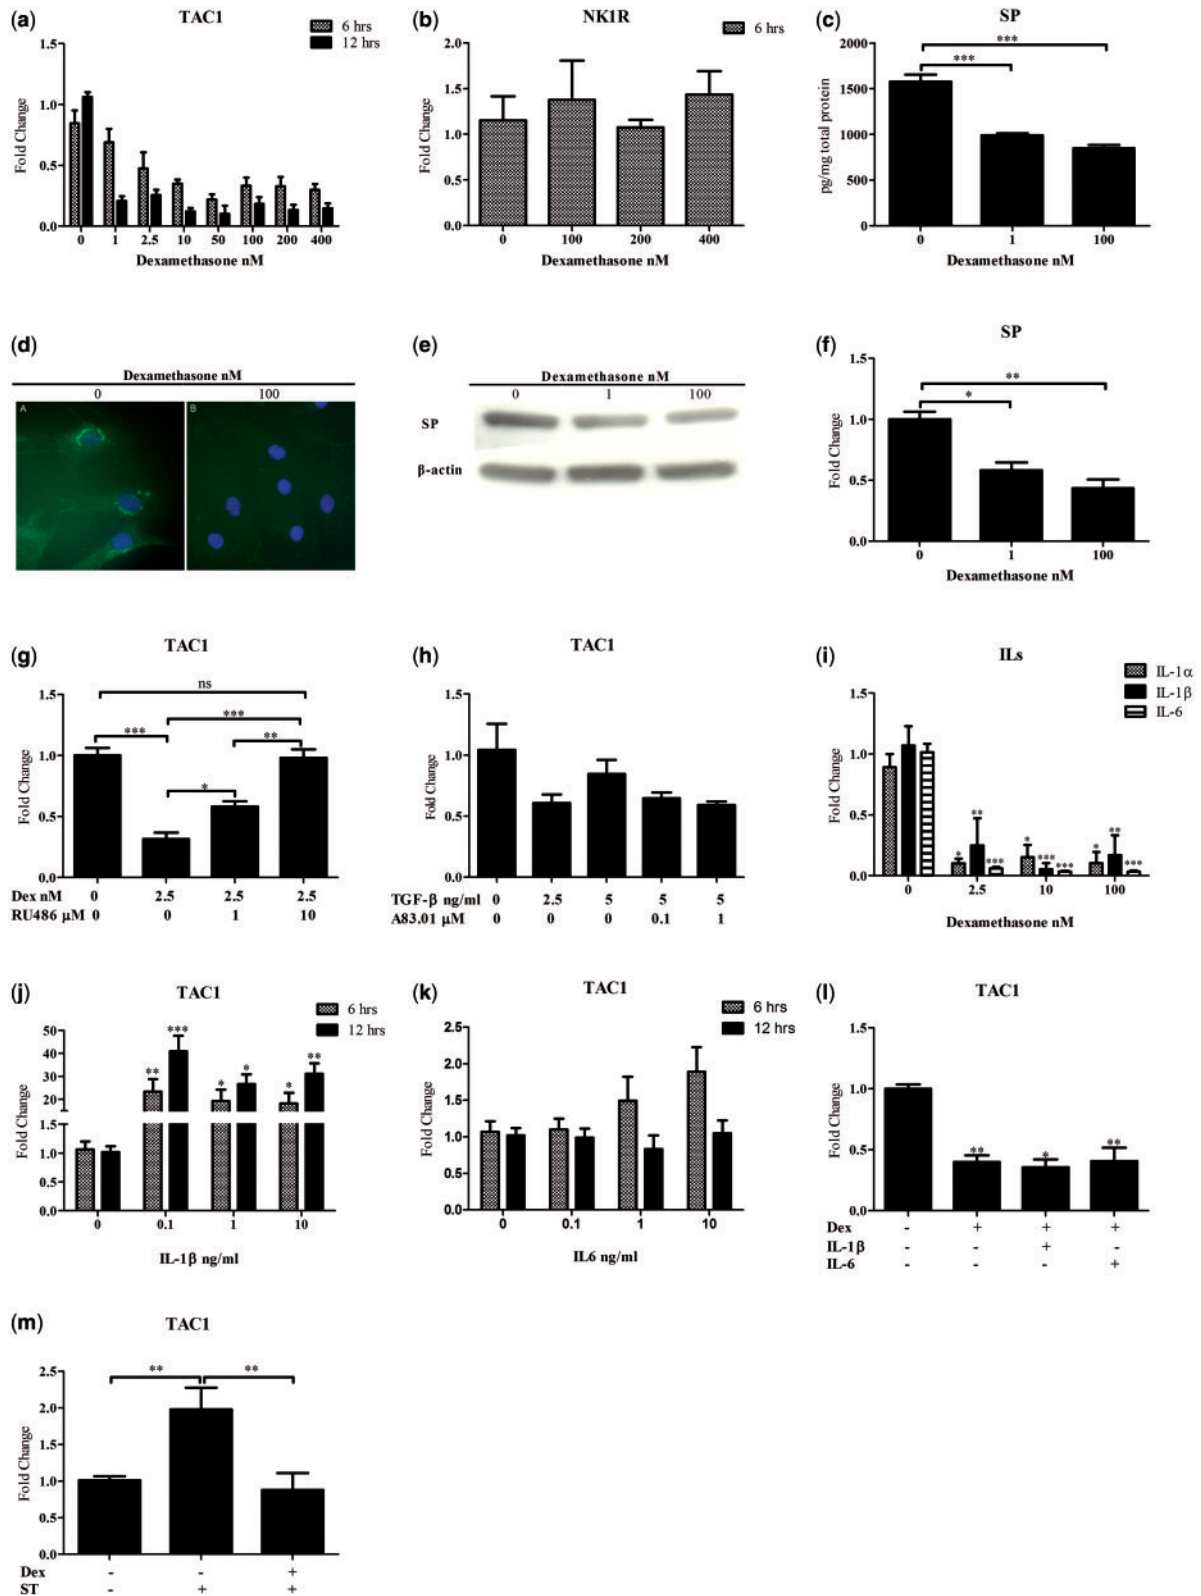 (a)
TAC1
6 hrs
12 hrs
Fold Change
1.5
1.0
0.5
0.0
0 1 2.5 10 50 100 200 400
Dexamethasone nM
(b)
NK1R
6 hrs
Fold Change
2.0
1.5
1.0
0.5
0.0
0 100 200 400
Dexamethasone nM
(c)
SP
pg/mg total protein
2000
1500
1000
500
0
***
***
0 1 100
Dexamethasone nM
(d)
Dexamethasone nM
0 100
A B
(e)
Dexamethasone nM
0 1 100
SP
β-actin
(f)
SP
Fold Change
1.5
1.0
0.5
0.0
**
*
0 1 100
Dexamethasone nM
(g)
TAC1
Fold Change
1.5
1.0
0.5
0.0
ns
***
*** **
*
Dex nM 0 2.5 2.5 2.5
RU486 μM 0 0 1 10
(h)
TAC1
Fold Change
1.5
1.0
0.5
0.0
TGF-β ng/ml 0 2.5 5 5 5
A83.01 μM 0 0 0 0.1 1
(i)
ILs
IL-1α
IL-1β
IL-6
Fold Change
1.5
1.0
0.5
0.0
* ** *** * *** *** * ** ***
0 2.5 10 100
Dexamethasone nM
(j)
TAC1
6 hrs
12 hrs
Fold Change
50
40
30
20
1.5
1.0
0.5
0.0
** *** * * * **
0 0.1 1 10
IL-1β ng/ml
(k)
TAC1
6 hrs
12 hrs
Fold Change
2.5
2.0
1.5
1.0
0.5
0.0
0 0.1 1 10
IL6 ng/ml
(l)
TAC1
Fold Change
1.5
1.0
0.5
0.0
** * **
Dex - + + +
IL-1β - - + -
IL-6 - - - +
(m)
TAC1
Fold Change
2.5
2.0
1.5
1.0
0.5
0.0
** **
Dex - - +
ST - + +